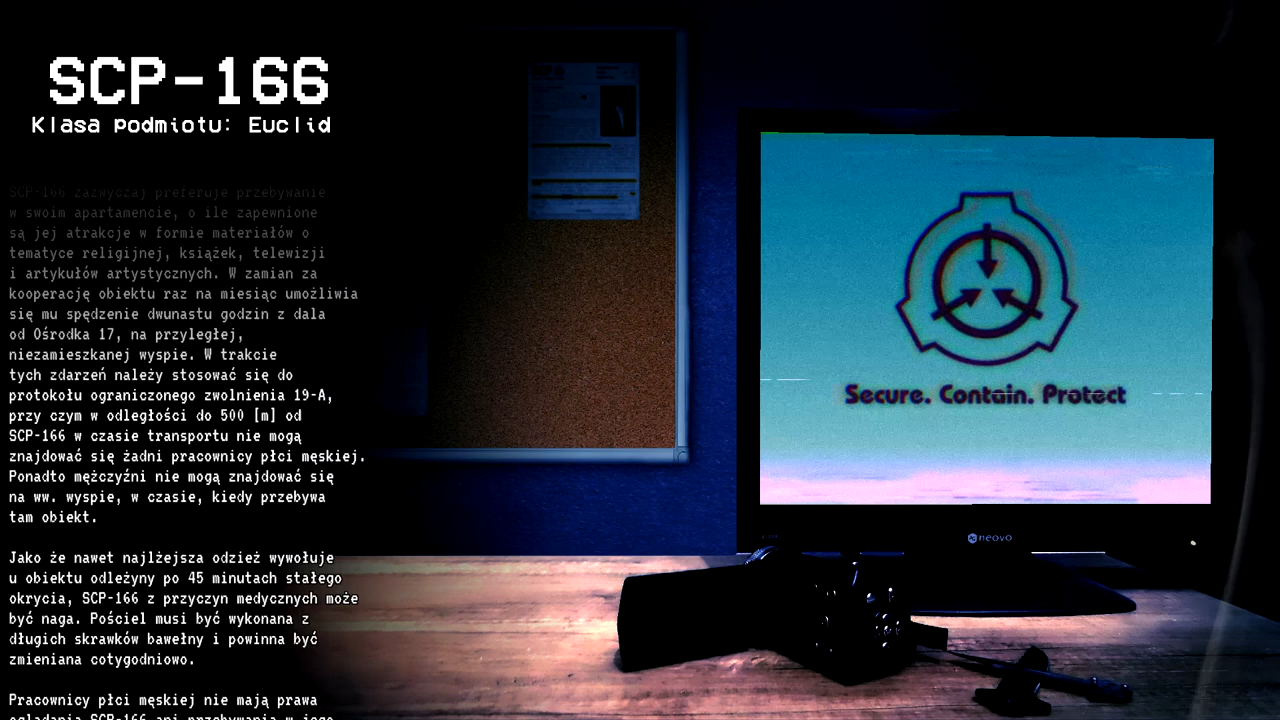 SCP-166
Klasa podmiotu: Euclid
SCP-166 zazwyczaj preferuje przebywanie
w swoim apartamencie, o ile zapewnione
są jej atrakcje w formie materiałów o
tematyce religijnej, książek, telewizji
i artykułów artystycznych. W zamian za
kooperację obiektu raz na miesiąc umożliwia
się mu spędzenie dwunastu godzin z dala
od Ośrodka 17, na przyległej,
niezamieszkanej wyspie. W trakcie
tych zdarzeń należy stosować się do
protokołu ograniczonego zwolnienia 19-A,
przy czym w odległości do 500 [m] od
SCP-166 w czasie transportu nie mogą
znajdować się żadni pracownicy płci męskiej.
Ponadto mężczyźni nie mogą znajdować się
na ww. wyspie, w czasie, kiedy przebywa
tam obiekt.
Jako że nawet najlżejsza odzież wywołuje
u obiektu odleżyny po 45 minutach stałego
okrycia, SCP-166 z przyczyn medycznych może
być naga. Pościel musi być wykonana z
długich skrawków bawełny i powinna być
zmieniana cotygodniowo.
Pracownicy płci męskiej nie mają prawa
oglądania SCP-166 ani przebywania w jego
Secure. Contain. Protect
neovo